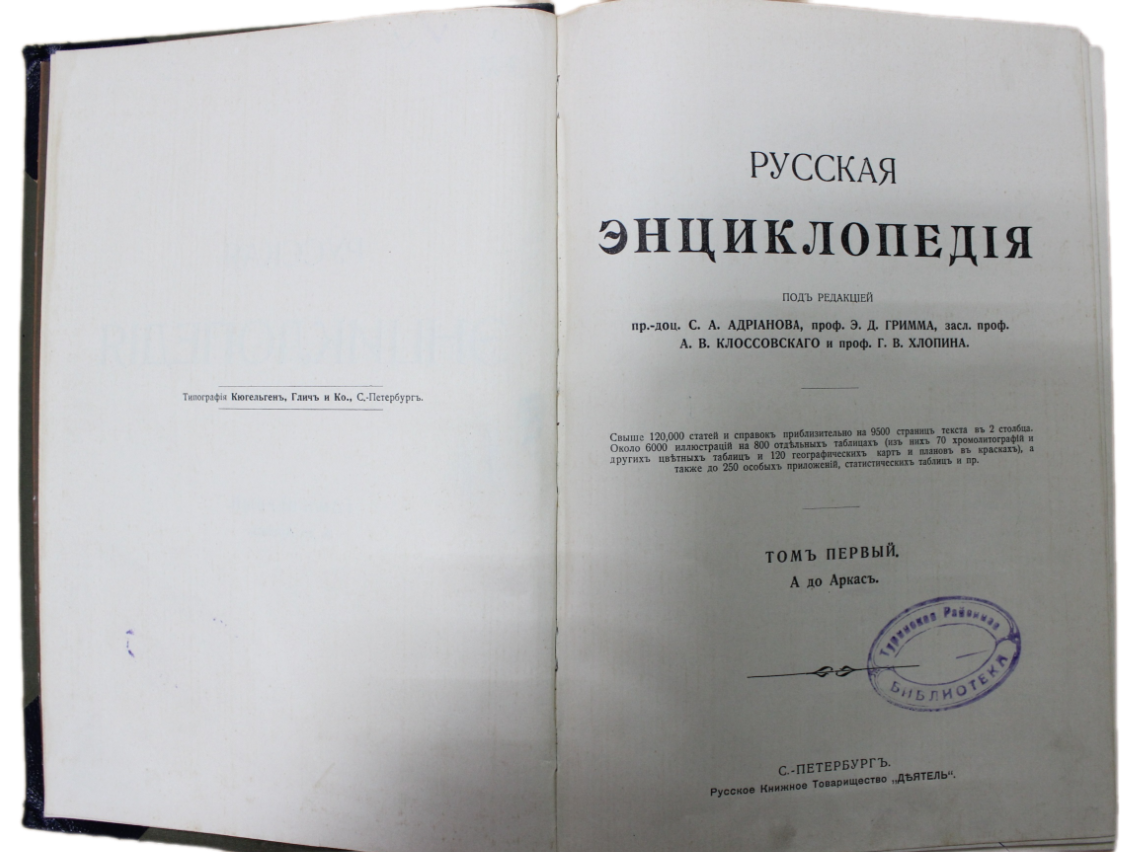 Типографія Кюгельгенъ, Гличъ и Ко., С.-Петербургъ.
РУССКАЯ
ЭНЦИКЛОПЕДІЯ
ПОДЪ РЕДАКЦІЕЙ
пр.-доц. С. А. АДРІАНОВА, проф. Э. Д. ГРИММА, засл. проф.
А. В. КЛОССОВСКАГО и проф. Г. В. ХЛОПИНА.
Свыше 120,000 статей и справокъ приблизительно на 9500 страницъ текста въ 2 столбца.
Около 6000 иллюстрацій на 800 отдѣльныхъ таблицахъ (изъ нихъ 70 хромолитографій и
другихъ цвѣтныхъ таблицъ и 120 географическихъ картъ и плановъ въ краскахъ), а
также до 250 особыхъ приложеній, статистическихъ таблицъ и пр.
ТОМЪ ПЕРВЫЙ.
А до Аркасъ.
Туринская Районная
БИБЛИОТЕКА
С.-ПЕТЕРБУРГЪ.
Русское Книжное Товарищество „ДѢЯТЕЛЬ“.